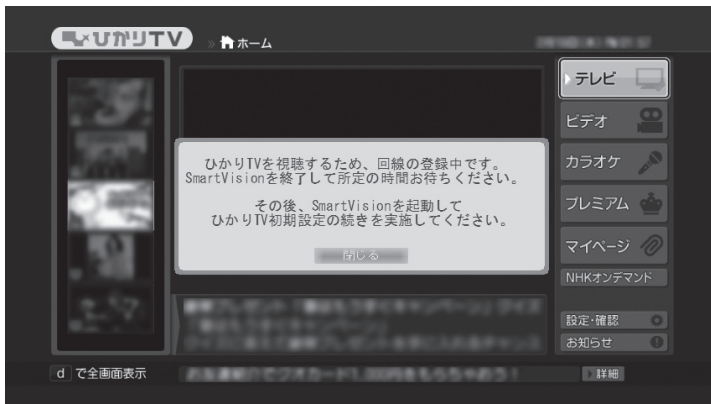 ひかりTV
» ホーム
テレビ
ビデオ
カラオケ
プレミアム
マイページ
NHKオンデマンド
設定・確認
お知らせ
ひかりTVを視聴するため、回線の登録中です。
SmartVisionを終了して所定の時間お待ちください。
その後、SmartVisionを起動して
ひかりTV初期設定の続きを実施してください。
閉じる
d で全画面表示
詳細